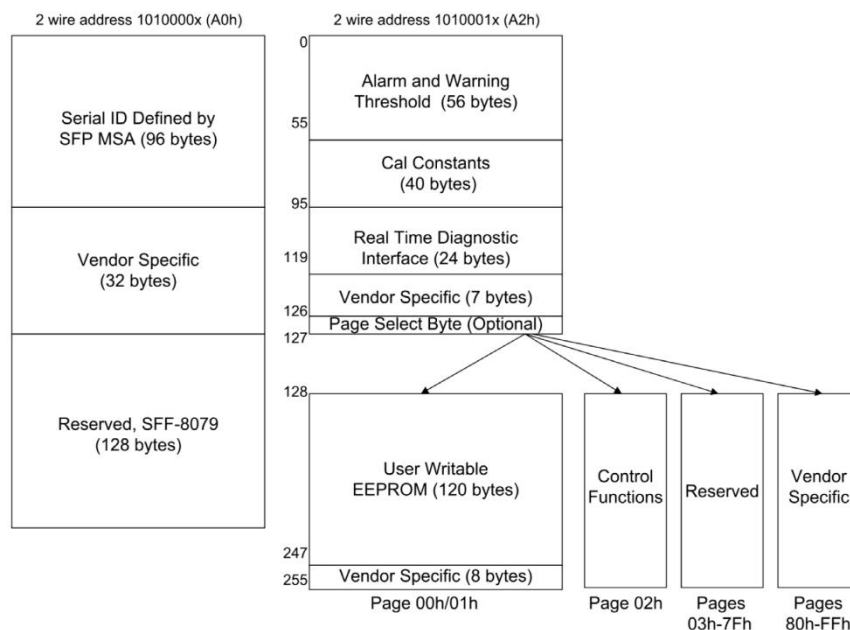 2 wire address 1010000x (A0h)
Serial ID Defined by
SFP MSA (96 bytes)
Vendor Specific
(32 bytes)
Reserved, SFF-8079
(128 bytes)
2 wire address 1010001x (A2h)
0
Alarm and Warning
Threshold (56 bytes)
55
Cal Constants
(40 bytes)
95
Real Time Diagnostic
Interface (24 bytes)
119
Vendor Specific (7 bytes)
126
Page Select Byte (Optional)
127
128
User Writable
EEPROM (120 bytes)
247
Vendor Specific (8 bytes)
255
Page 00h/01h
Control
Functions
Page 02h
Reserved
Pages
03h-7Fh
Vendor
Specific
Pages
80h-FFh